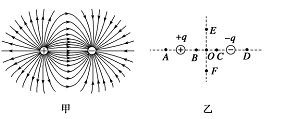 + −
+q −q
E
A + B O C − D
F
甲 乙